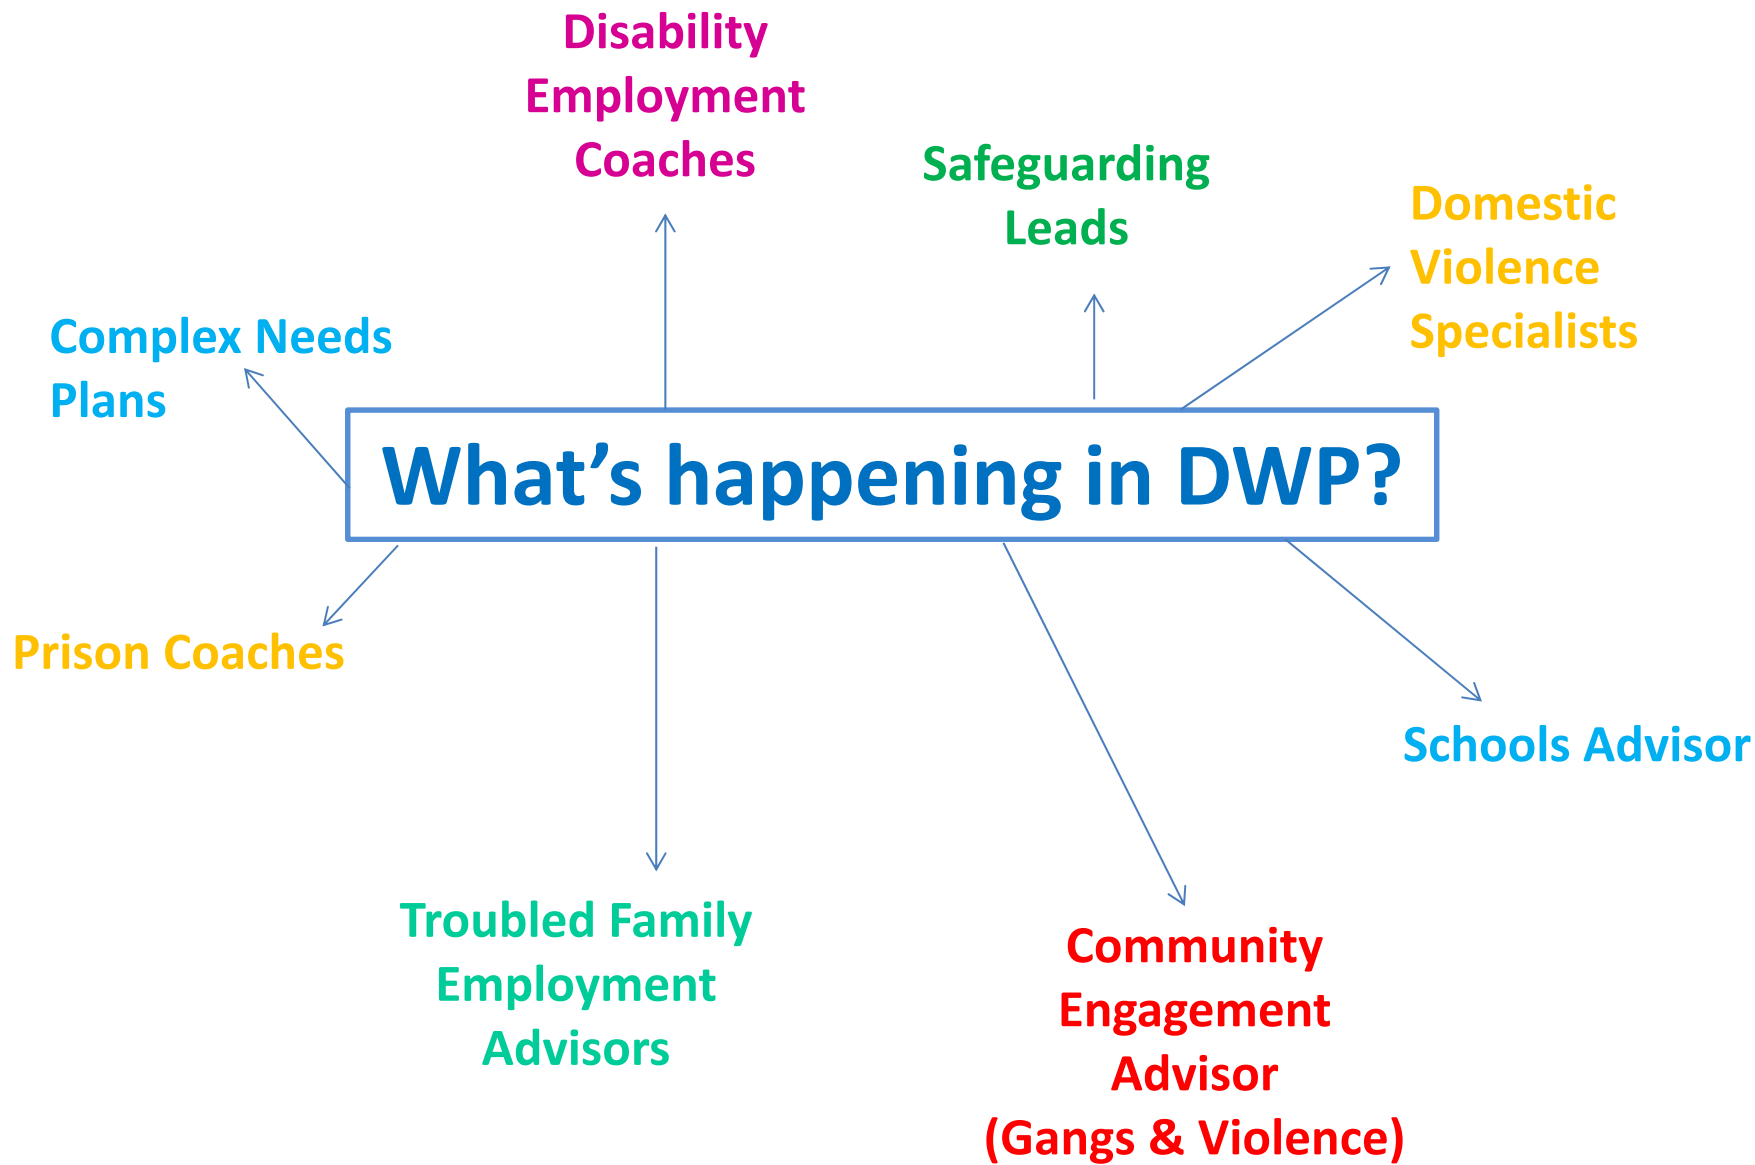 Disability
Employment
Coaches
Safeguarding
Leads
Domestic
Violence
Specialists
Complex Needs
Plans
What’s happening in DWP?
Prison Coaches
Schools Advisor
Troubled Family
Employment
Advisors
Community
Engagement
Advisor
(Gangs & Violence)